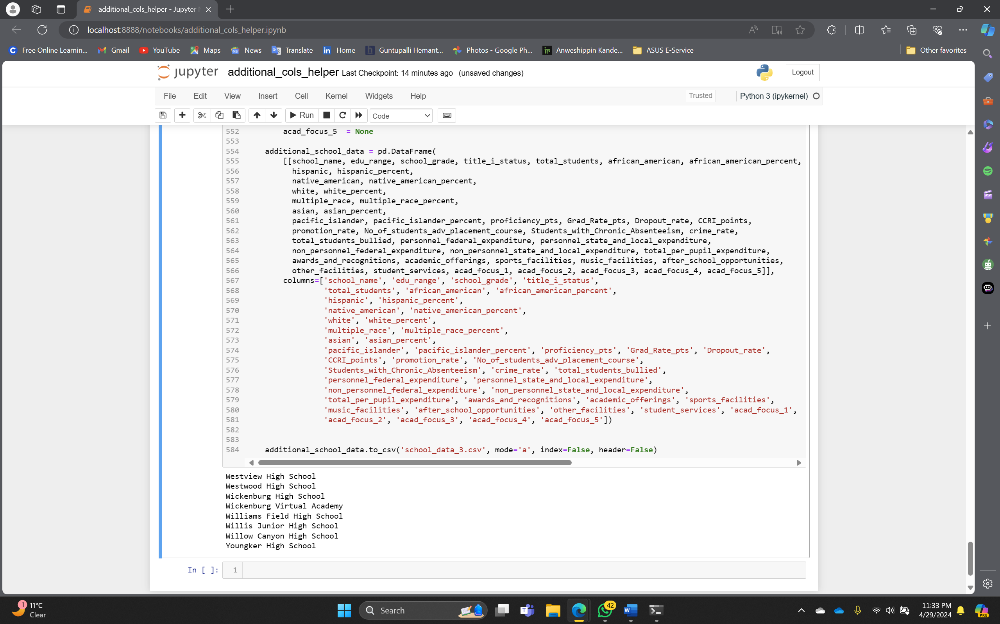 additional_cols_helper - Jupyter
localhost:8888/notebooks/additional_cols_helper.ipynb
Free Online Learnin... Gmail YouTube Maps News Translate Home Guntupalli Hemant... Photos - Google Ph... Anweshippin Kande... ASUS E-Service Other favorites
jupyter additional_cols_helper Last Checkpoint: 14 minutes ago (unsaved changes) Logout
File Edit View Insert Cell Kernel Widgets Help Trusted Python 3 (ipykernel)
Run Code
552 acad_focus_5 = None
553
554 additional_school_data = pd.DataFrame(
555 [[school_name, edu_range, school_grade, title_i_status, total_students, african_american, african_american_percent,
556 hispanic, hispanic_percent,
557 native_american, native_american_percent,
558 white, white_percent,
559 multiple_race, multiple_race_percent,
560 asian, asian_percent,
561 pacific_islander, pacific_islander_percent, proficiency_pts, Grad_Rate_pts, Dropout_rate, CCRI_points,
562 promotion_rate, No_of_students_adv_placement_course, Students_with_Chronic_Absenteeism, crime_rate,
563 total_students_bullied, personnel_federal_expenditure, personnel_state_and_local_expenditure,
564 non_personnel_federal_expenditure, non_personnel_state_and_local_expenditure, total_per_pupil_expenditure,
565 awards_and_recognitions, academic_offerings, sports_facilities, music_facilities, after_school_opportunities,
566 other_facilities, student_services, acad_focus_1, acad_focus_2, acad_focus_3, acad_focus_4, acad_focus_5]],
567 columns=['school_name', 'edu_range', 'school_grade', 'title_i_status',
568 'total_students', 'african_american', 'african_american_percent',
569 'hispanic', 'hispanic_percent',
570 'native_american', 'native_american_percent',
571 'white', 'white_percent',
572 'multiple_race', 'multiple_race_percent',
573 'asian', 'asian_percent',
574 'pacific_islander', 'pacific_islander_percent', 'proficiency_pts', 'Grad_Rate_pts', 'Dropout_rate',
575 'CCRI_points', 'promotion_rate', 'No_of_students_adv_placement_course',
576 'Students_with_Chronic_Absenteeism', 'crime_rate', 'total_students_bullied',
577 'personnel_federal_expenditure', 'personnel_state_and_local_expenditure',
578 'non_personnel_federal_expenditure', 'non_personnel_state_and_local_expenditure',
579 'total_per_pupil_expenditure', 'awards_and_recognitions', 'academic_offerings', 'sports_facilities',
580 'music_facilities', 'after_school_opportunities', 'other_facilities', 'student_services', 'acad_focus_1',
581 'acad_focus_2', 'acad_focus_3', 'acad_focus_4', 'acad_focus_5'])
582
583
584 additional_school_data.to_csv('school_data_3.csv', mode='a', index=False, header=False)
Westview High School
Westwood High School
Wickenburg High School
Wickenburg Virtual Academy
Williams Field High School
Willis Junior High School
Willow Canyon High School
Youngker High School
In [ ]: 1
1 11°C
Clear
Search
42
11:33 PM
4/29/2024
PRE